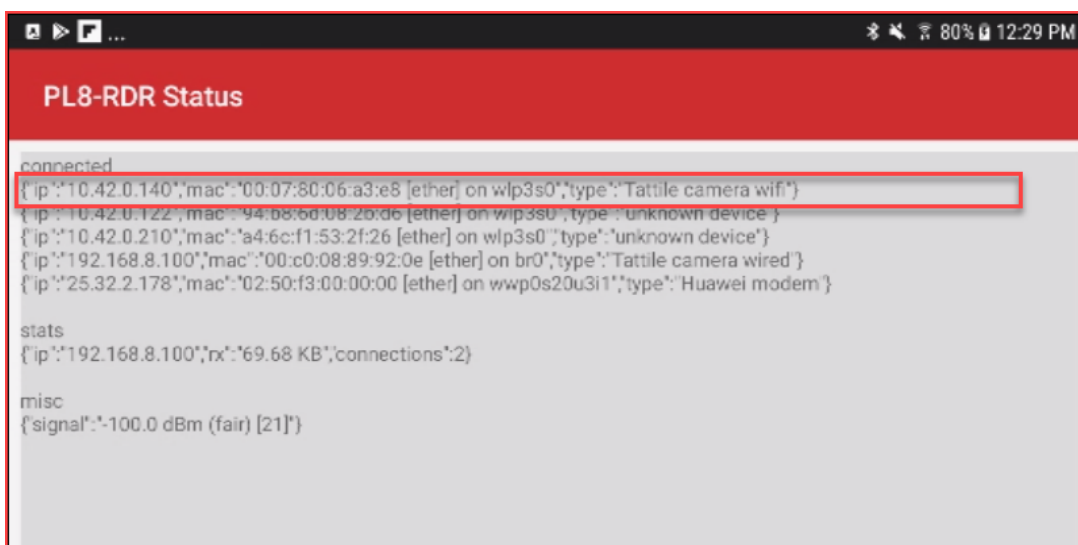 ... 80% 12:29 PM
PL8-RDR Status
connected
{"ip":"10.42.0.140","mac":"00:07:80:06:a3:e8 [ether] on wlp3s0","type":"Tattile camera wifi"}
{"ip":"10.42.0.122","mac":"94:b8:6d:08:2b:d6 [ether] on wlp3s0","type":"unknown device"}
{"ip":"10.42.0.210","mac":"a4:6c:f1:53:2f:26 [ether] on wlp3s0","type":"unknown device"}
{"ip":"192.168.8.100","mac":"00:c0:08:89:92:0e [ether] on br0","type":"Tattile camera wired"}
{"ip":"25.32.2.178","mac":"02:50:f3:00:00:00 [ether] on wwp0s20u3i1","type":"Huawei modem"}
stats
{"ip":"192.168.8.100","rx":"69.68 KB","connections":2}
misc
{"signal":"-100.0 dBm (fair) [21]"}